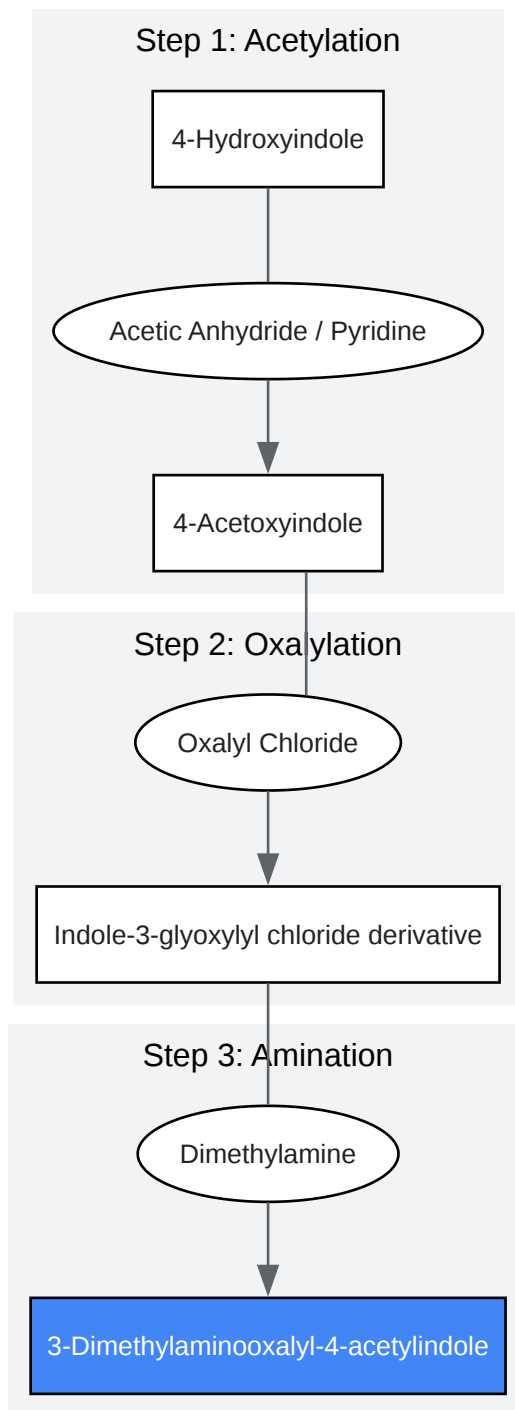 Step 1: Acetylation
4-Hydroxyindole
Acetic Anhydride / Pyridine
4-Acetoxyindole
Step 2: Oxalylation
Oxalyl Chloride
Indole-3-glyoxylyl chloride derivative
Step 3: Amination
Dimethylamine
3-Dimethylaminooxalyl-4-acetylindole